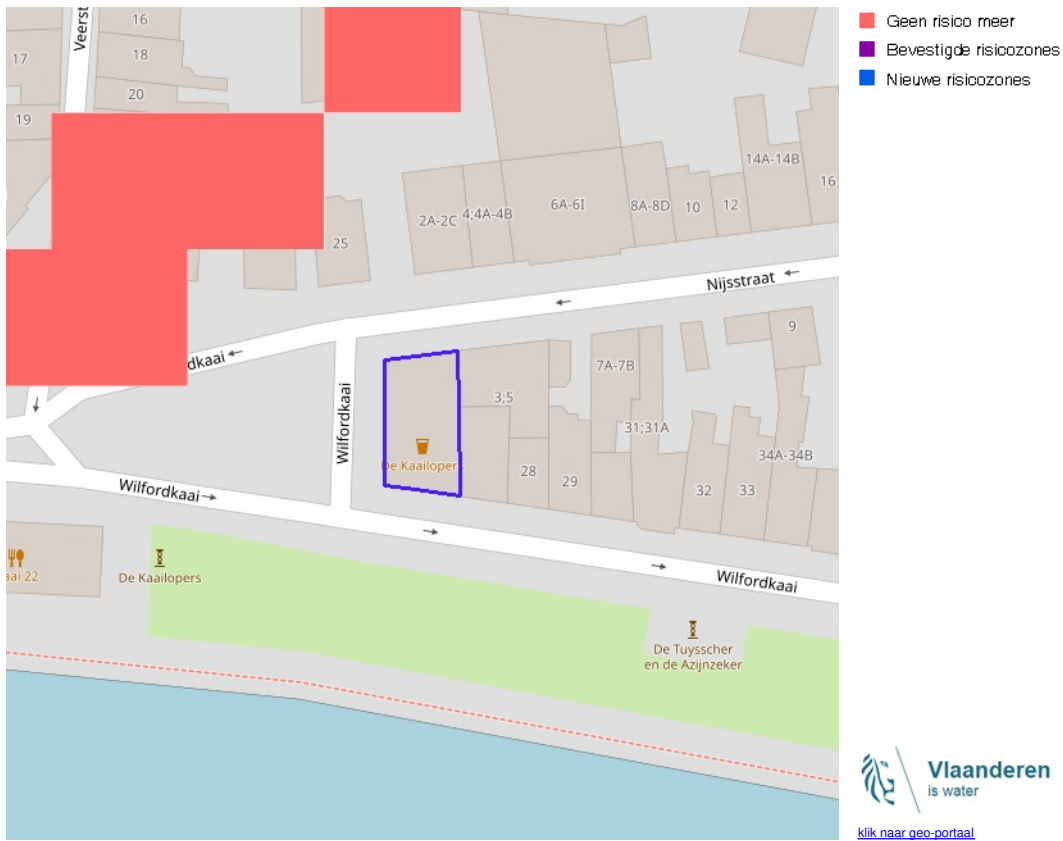 Veerst
16
17
18
20
19
25
2A-2C
4;4A-4B
6A-6I
8A-8D
10
12
14A-14B
16
Nijsstraat
dkaai
Wilfordkaai
De Kaailopers
3;5
7A-7B
9
31;31A
28
29
32
33
34A-34B
Wilfordkaai
Wilfordkaai
aai 22
De Kaailopers
De Tuysscher
en de Azijnzeker
Geen risico meer
Bevestigde risicozones
Nieuwe risicozones
Vlaanderen
is water
klik naar geo-portaal